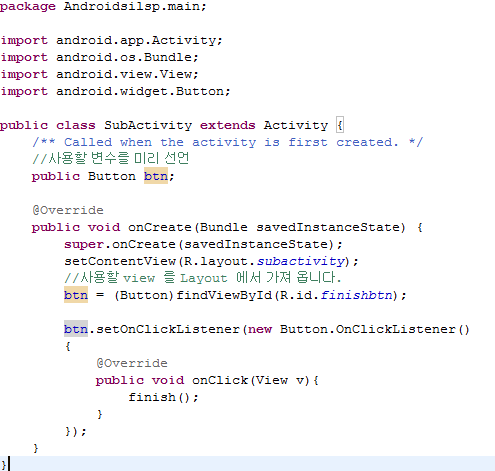 package Androidsilsp.main;
import android.app.Activity;
import android.os.Bundle;
import android.view.View;
import android.widget.Button;
public class SubActivity extends Activity {
/** Called when the activity is first created. */
//사용할 변수를 미리 선언
public Button btn;
@Override
public void onCreate(Bundle savedInstanceState) {
super.onCreate(savedInstanceState);
setContentView(R.layout.subactivity);
//사용할 view 를 Layout 에서 가져 옵니다.
btn = (Button)findViewById(R.id.finishbtn);
btn.setOnClickListener(new Button.OnClickListener()
{
@Override
public void onClick(View v){
finish();
}
});
}
}